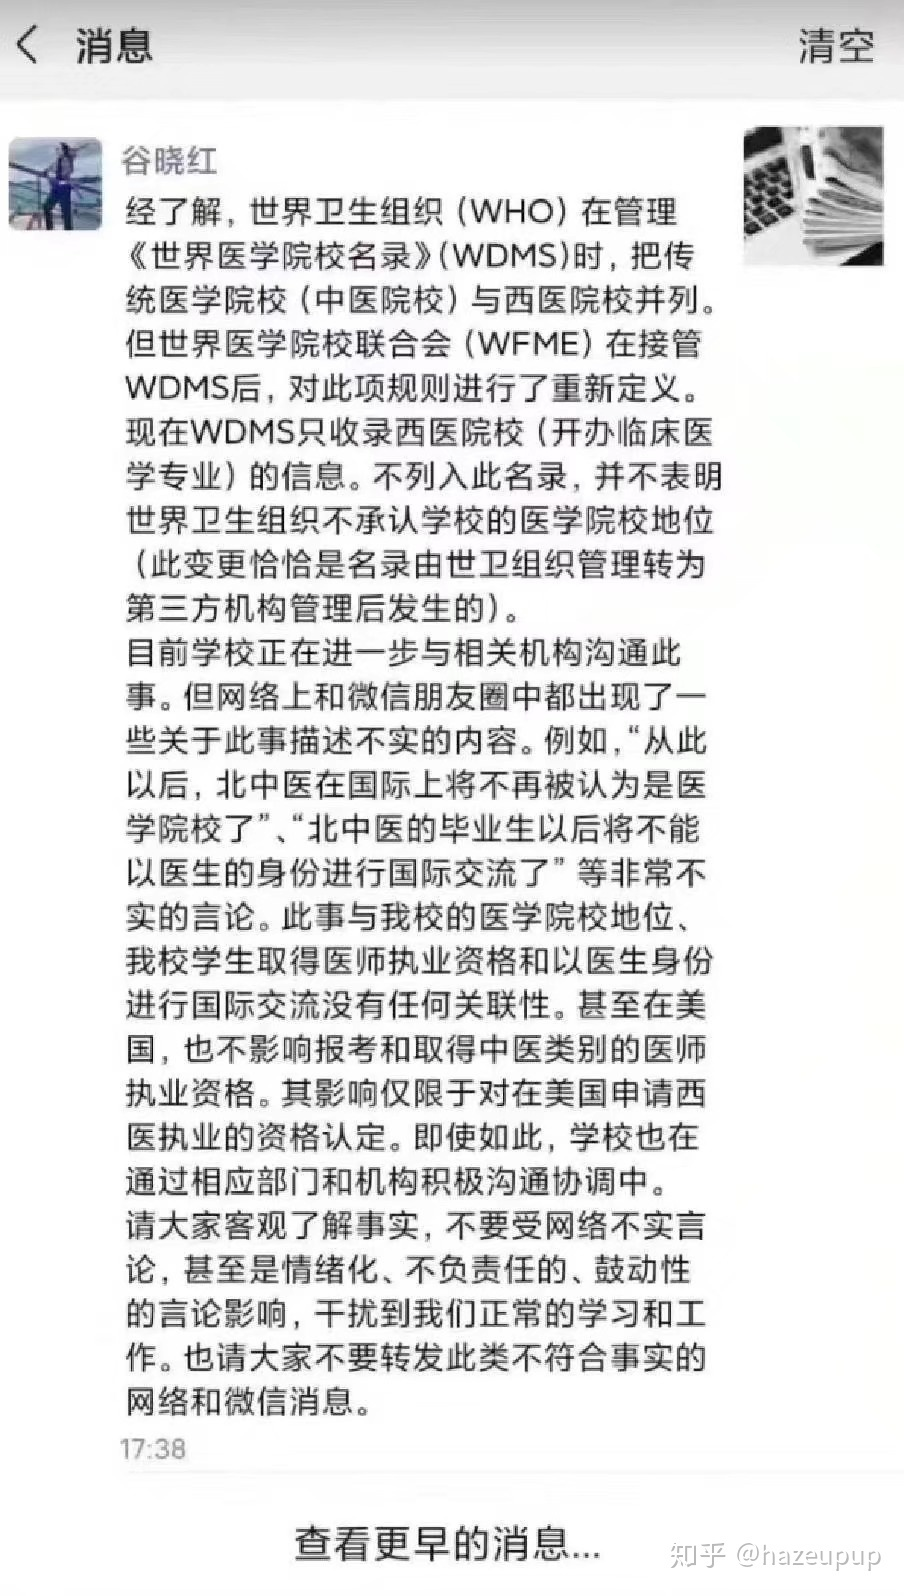 消息
清空
谷晓红
经了解，世界卫生组织（WHO）在管理
《世界医学院校名录》(WDMS)时，把传
统医学院校（中医院校）与西医院校并列。
但世界医学院校联合会（WFME）在接管
WDMS后，对此项规则进行了重新定义。
现在WDMS只收录西医院校（开办临床医
学专业）的信息。不列入此名录，并不表明
世界卫生组织不承认学校的医学院校地位
（此变更恰恰是名录由世卫组织管理转为
第三方机构管理后发生的）。
目前学校正在进一步与相关机构沟通此
事。但网络上和微信朋友圈中都出现了一
些关于此事描述不实的内容。例如，“从此
以后，北中医在国际上将不再被认为是医
学院校了”、“北中医的毕业生以后将不能
以医生的身份进行国际交流了” 等非常不
实的言论。此事与我校的医学院校地位、
我校学生取得医师执业资格和以医生身份
进行国际交流没有任何关联性。甚至在美
国，也不影响报考和取得中医类别的医师
执业资格。其影响仅限于对在美国申请西
医执业的资格认定。即使如此，学校也在
通过相应部门和机构积极沟通协调中。
请大家客观了解事实，不要受网络不实言
论，甚至是情绪化、不负责任的、鼓动性
的言论影响，干扰到我们正常的学习和工
作。也请大家不要转发此类不符合事实的
网络和微信消息。
17:38
查看更早的消息...
知乎 @hazeupup